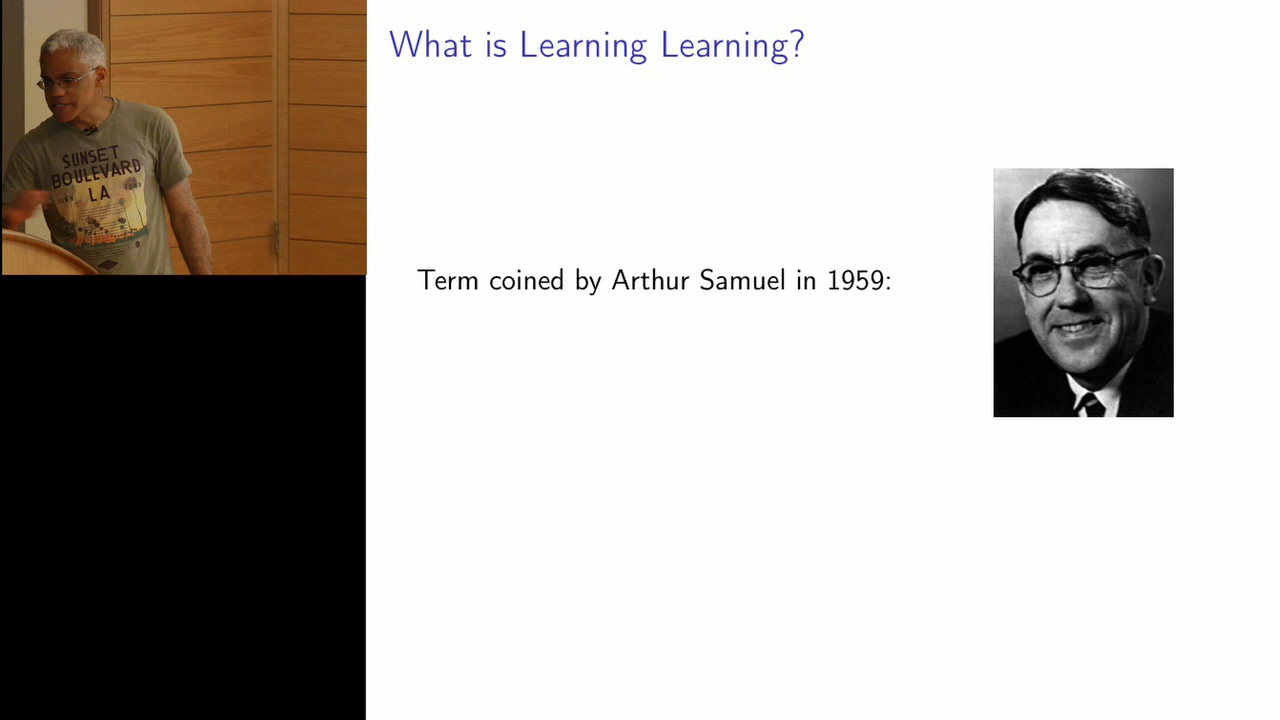 What is Learning Learning?
SUNSET
BOULEVARD
LA
Term coined by Arthur Samuel in 1959: